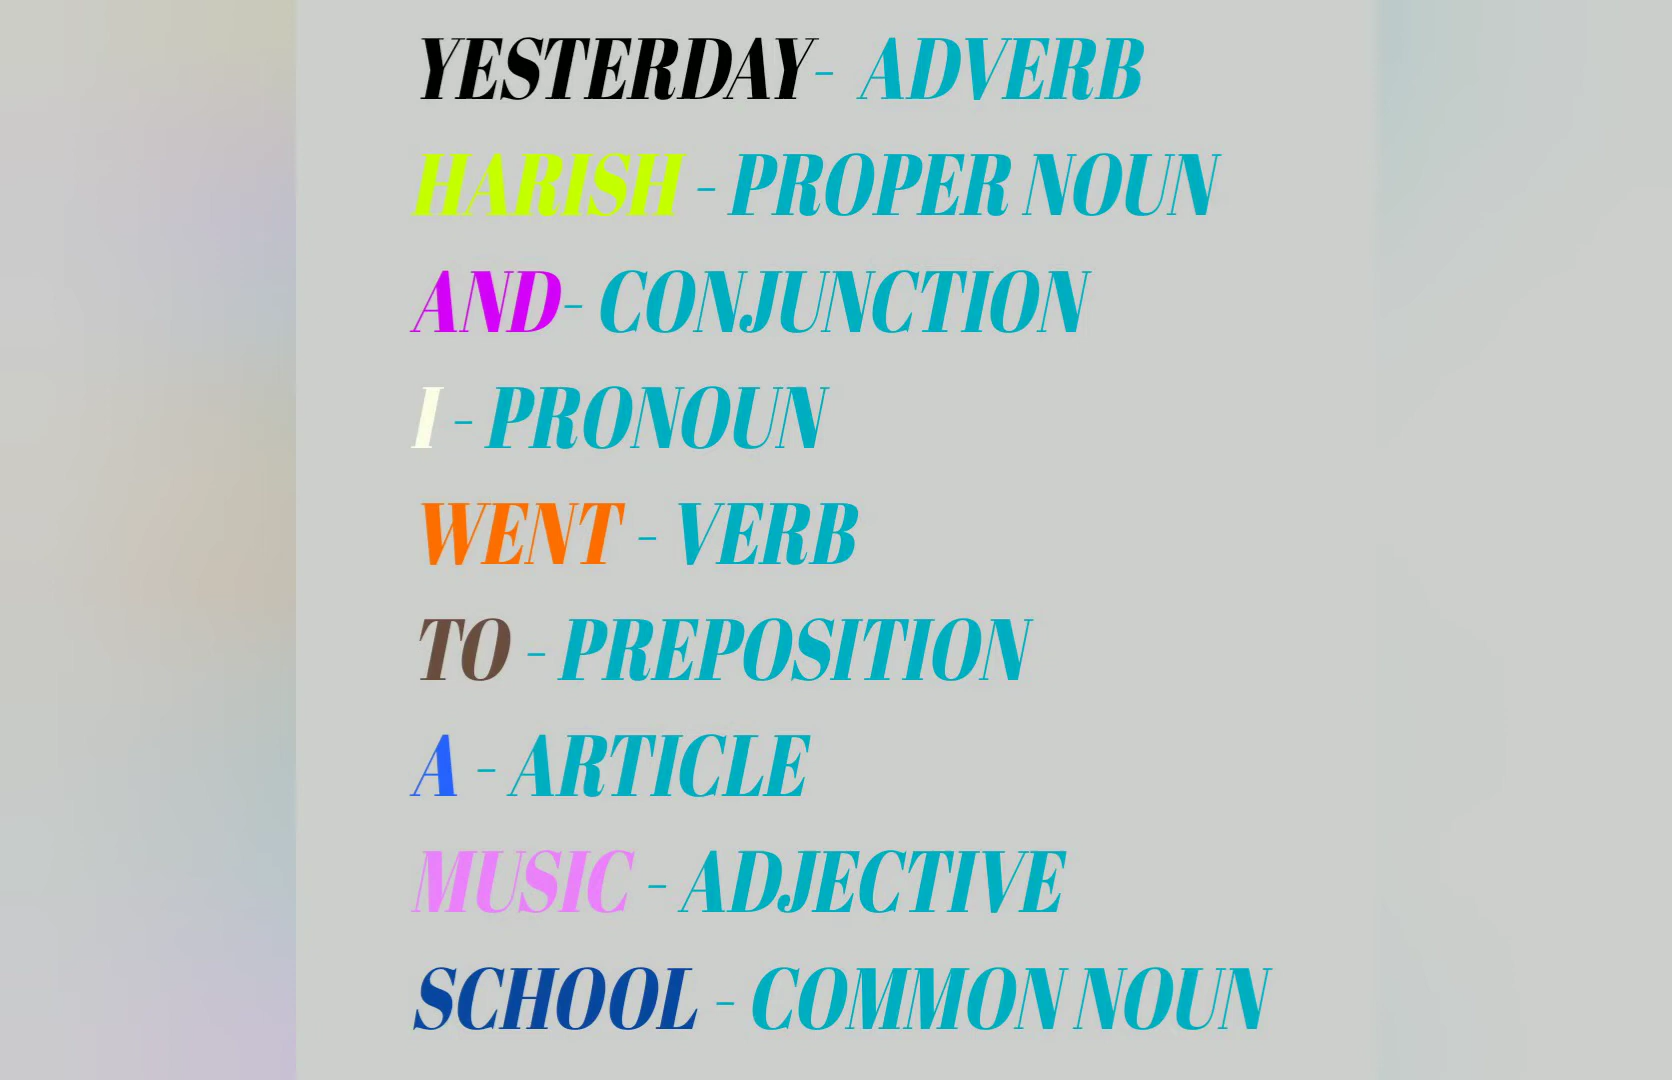 YESTERDAY- ADVERB
HARISH - PROPER NOUN
AND- CONJUNCTION
I - PRONOUN
WENT - VERB
TO - PREPOSITION
A - ARTICLE
MUSIC - ADJECTIVE
SCHOOL - COMMON NOUN